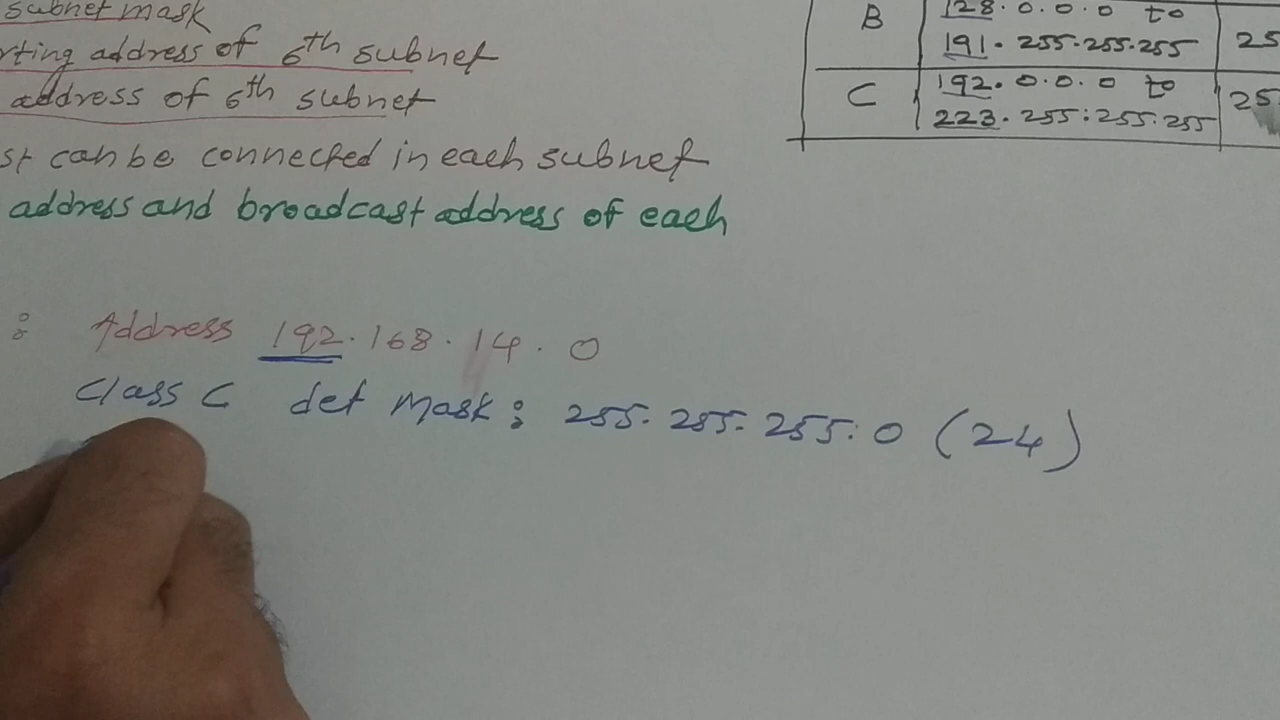 subnet mask
rting address of 6th subnet
address of 6th subnet
st can be connected in each subnet
address and broadcast address of each
B 128.0.0.0 to
191.255.255.255 25
C 192.0.0.0 to
223.255.255.255 25
: Address 192.168.14.0
Class C def Mask: 255.255.255.0 (24)